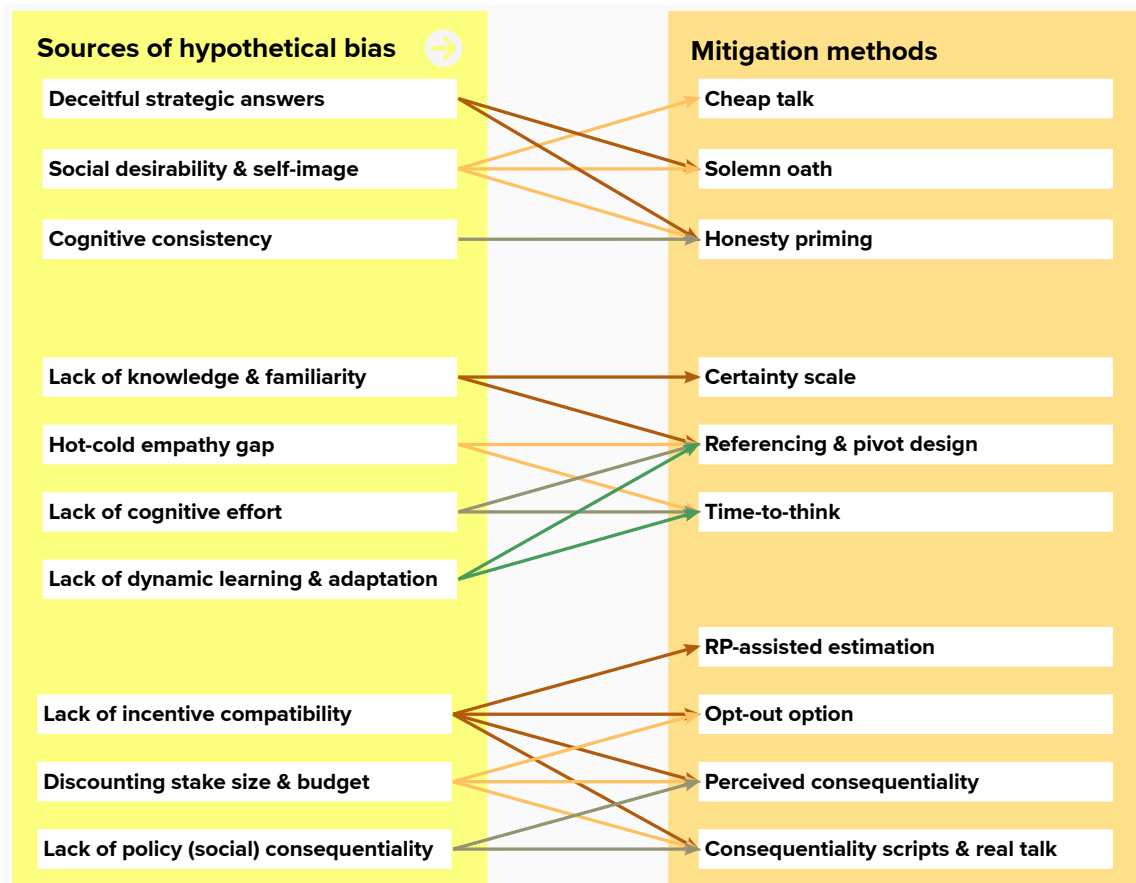 Sources of hypothetical bias
Deceitful strategic answers
Social desirability & self-image
Cognitive consistency
Lack of knowledge & familiarity
Hot-cold empathy gap
Lack of cognitive effort
Lack of dynamic learning & adaptation
Lack of incentive compatibility
Discounting stake size & budget
Lack of policy (social) consequentiality
Mitigation methods
Cheap talk
Solemn oath
Honesty priming
Certainty scale
Referencing & pivot design
Time-to-think
RP-assisted estimation
Opt-out option
Perceived consequentiality
Consequentiality scripts & real talk